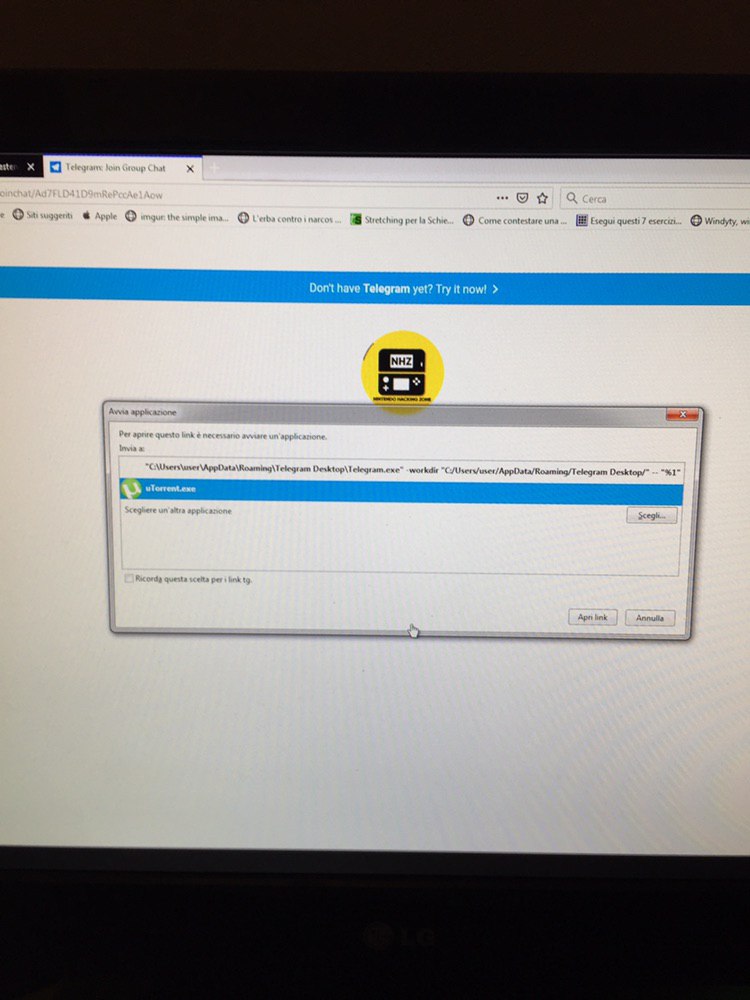 Telegram: Join Group Chat
oinchat/Ad7FLD41D9mRePccAe1Aow
Cerca
Siti suggeriti Apple imgur: the simple ima... L'erba contro i narcos ... Stretching per la Schie... Come contestare una ... Esegui questi 7 esercizi... Windyty, wi
Don't have Telegram yet? Try it now!
NHZ
NINTENDO HACKING ZONE
Avvia applicazione
Per aprire questo link è necessario avviare un'applicazione.
Invia a:
"C:\Users\user\AppData\Roaming\Telegram Desktop\Telegram.exe" -workdir "C:/Users/user/AppData/Roaming/Telegram Desktop/" -- "%1"
uTorrent.exe
Scegliere un'altra applicazione
Scegli...
Ricorda questa scelta per i link tg.
Apri link
Annulla
LG